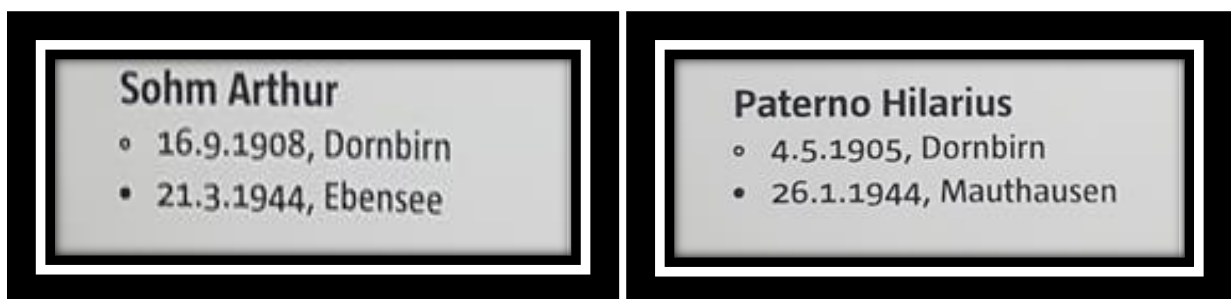 Sohm Arthur
◦ 16.9.1908, Dornbirn
• 21.3.1944, Ebensee
Paterno Hilarius
◦ 4.5.1905, Dornbirn
• 26.1.1944, Mauthausen